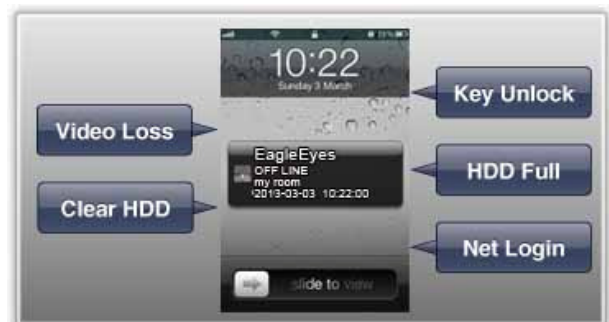 10:22
Sunday 3 March
Key Unlock
Video Loss
EagleEyes
OFF LINE
my room
2013-03-03 10:22:00
HDD Full
Clear HDD
Net Login
slide to view